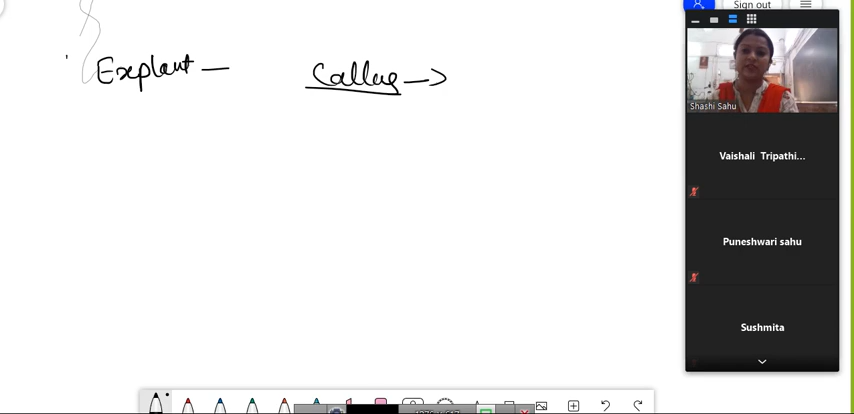 Sign out
Explant — Callus →
Shashi Sahu
Vaishali Tripathi...
Puneshwari sahu
Sushmita